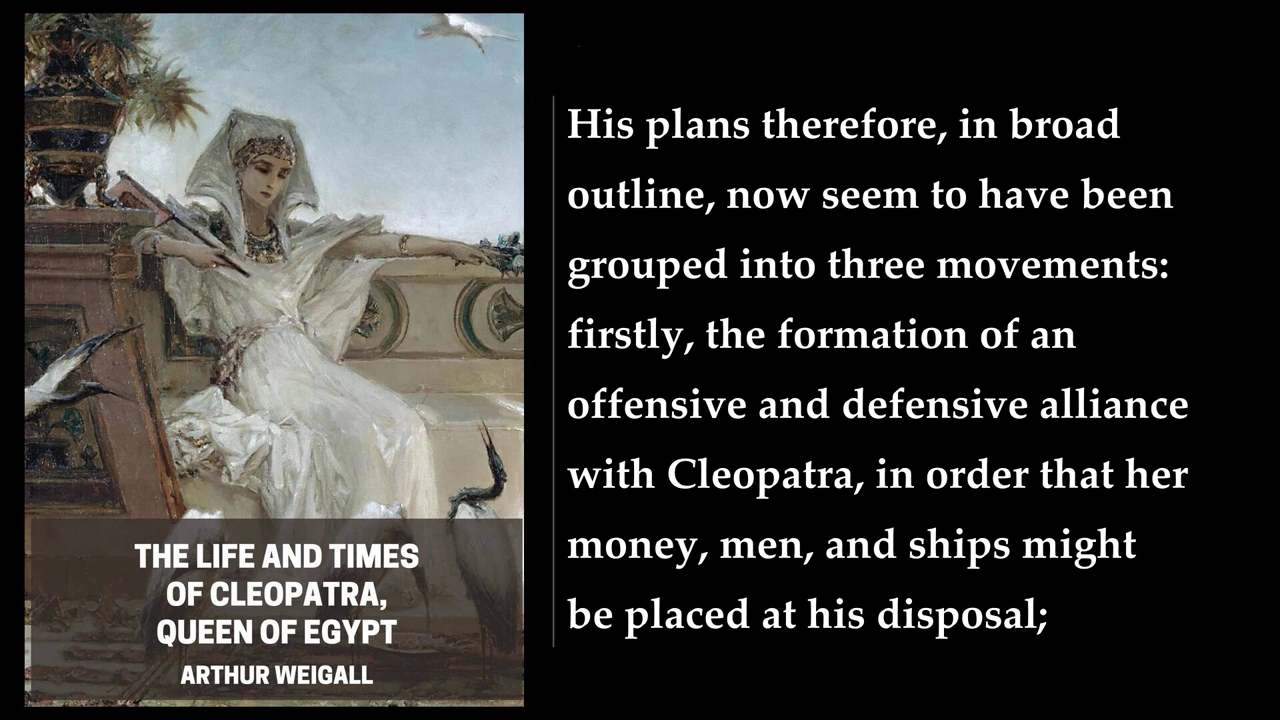 THE LIFE AND TIMES
OF CLEOPATRA,
QUEEN OF EGYPT
ARTHUR WEIGALL
His plans therefore, in broad
outline, now seem to have been
grouped into three movements:
firstly, the formation of an
offensive and defensive alliance
with Cleopatra, in order that her
money, men, and ships might
be placed at his disposal;